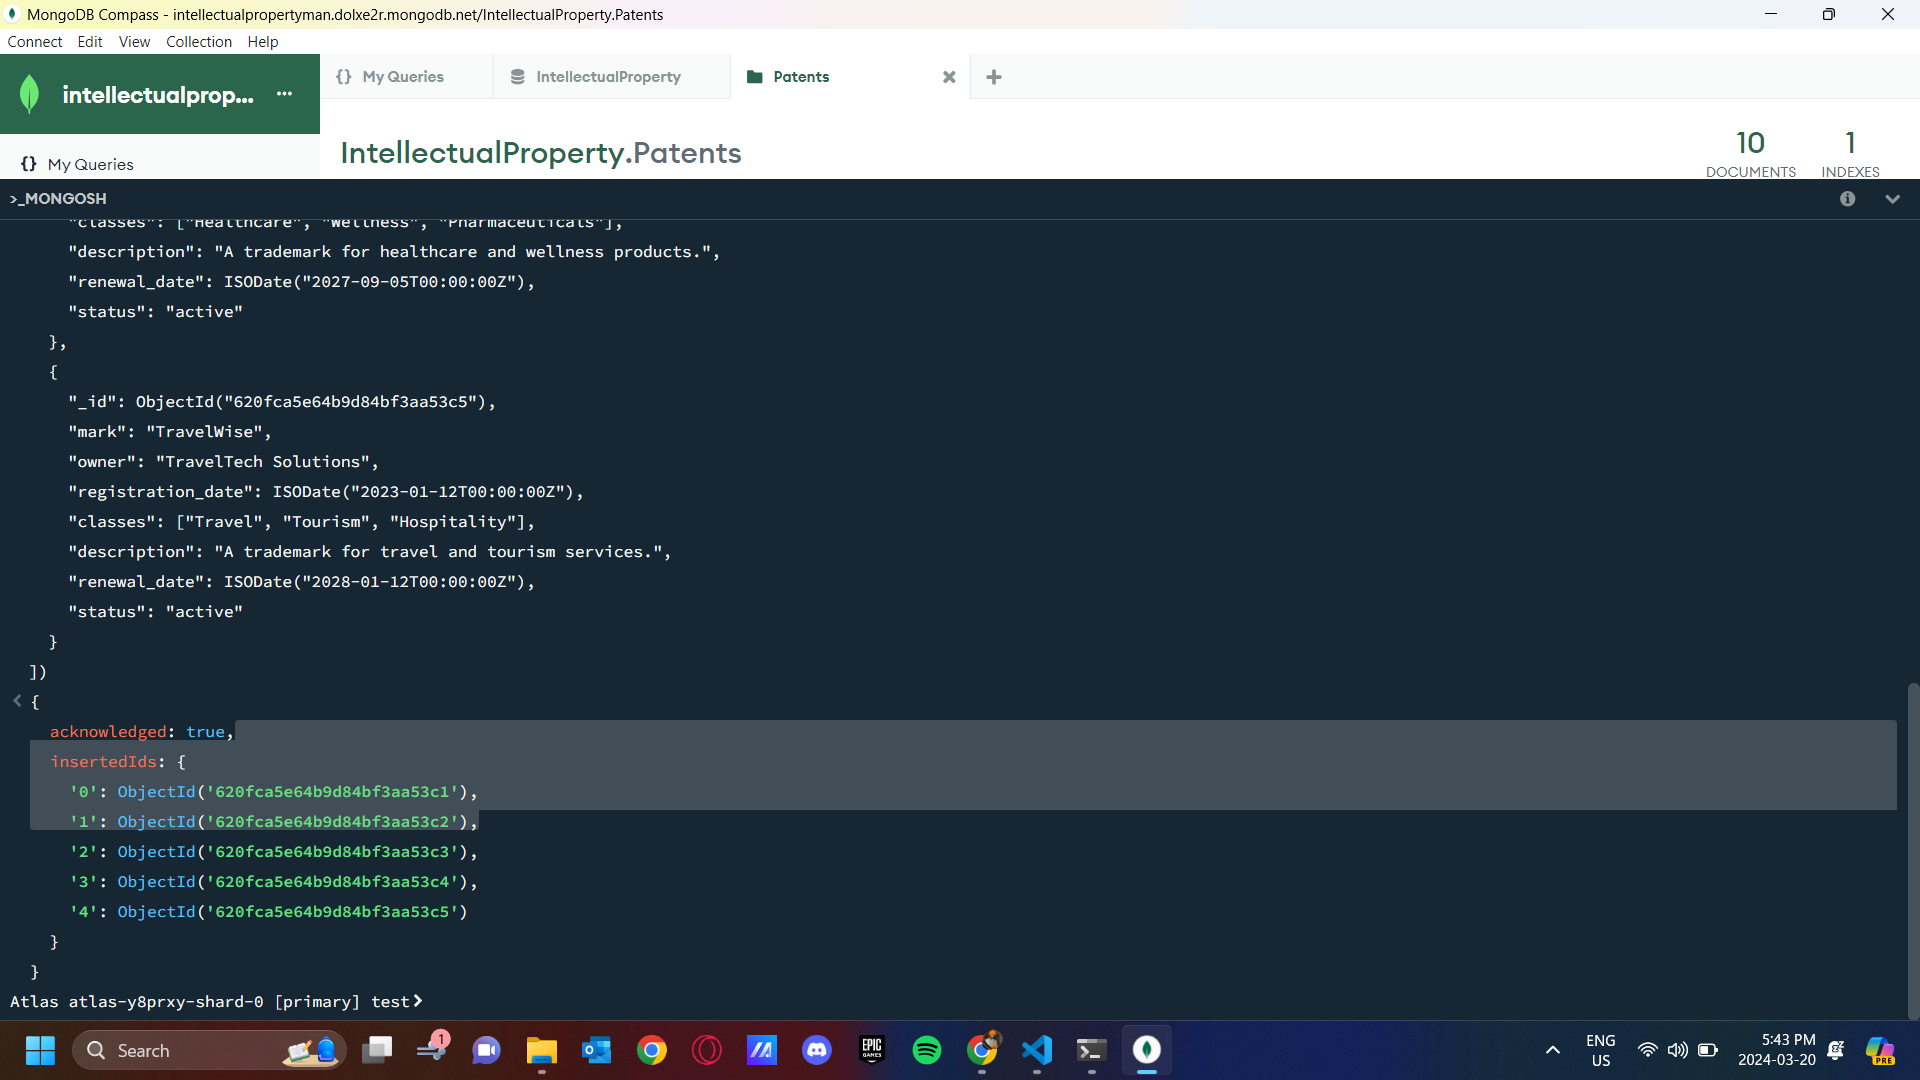 MongoDB Compass - intellectualpropertyman.dolxe2r.mongodb.net/IntellectualProperty.Patents
Connect Edit View Collection Help
intellectualprop... ...
{} My Queries
IntellectualProperty
Patents
{} My Queries
IntellectualProperty.Patents
10
DOCUMENTS
1
INDEXES
>_MONGOSH
"classes": ["Healthcare", "Wellness", "Pharmaceuticals"],
"description": "A trademark for healthcare and wellness products.",
"renewal_date": ISODate("2027-09-05T00:00:00Z"),
"status": "active"
},
{
"_id": ObjectId("620fca5e64b9d84bf3aa53c5"),
"mark": "TravelWise",
"owner": "TravelTech Solutions",
"registration_date": ISODate("2023-01-12T00:00:00Z"),
"classes": ["Travel", "Tourism", "Hospitality"],
"description": "A trademark for travel and tourism services.",
"renewal_date": ISODate("2028-01-12T00:00:00Z"),
"status": "active"
}
])
< {
acknowledged: true,
insertedIds: {
'0': ObjectId('620fca5e64b9d84bf3aa53c1'),
'1': ObjectId('620fca5e64b9d84bf3aa53c2'),
'2': ObjectId('620fca5e64b9d84bf3aa53c3'),
'3': ObjectId('620fca5e64b9d84bf3aa53c4'),
'4': ObjectId('620fca5e64b9d84bf3aa53c5')
}
}
Atlas atlas-y8prxy-shard-0 [primary] test>
Search
1
EPIC
GAMES
ENG
US
5:43 PM
2024-03-20
PRE